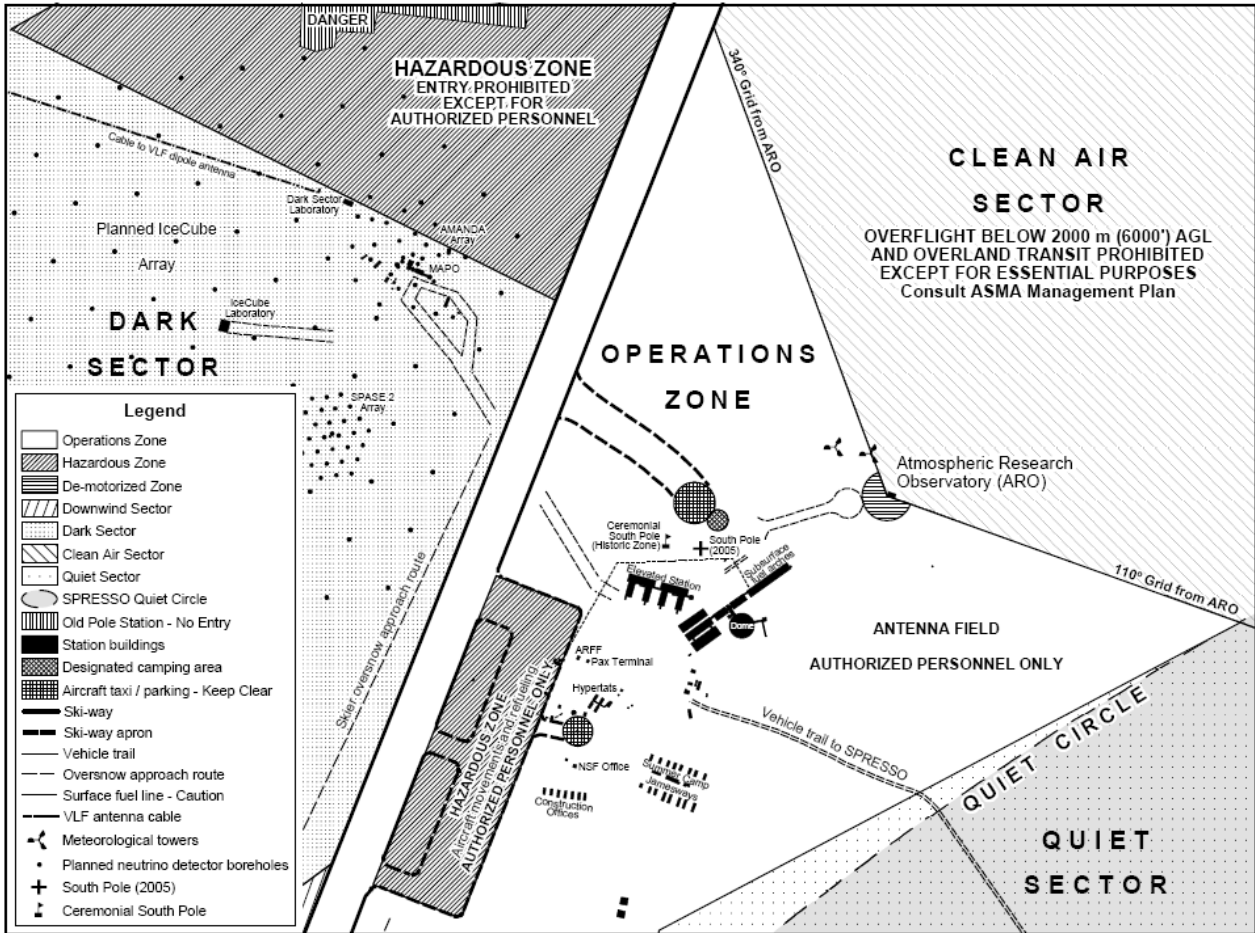 DANGER
HAZARDOUS ZONE
ENTRY PROHIBITED
EXCEPT FOR
AUTHORIZED PERSONNEL
340º Grid from ARO
CLEAN AIR
SECTOR
OVERFLIGHT BELOW 2000 m (6000') AGL
AND OVERLAND TRANSIT PROHIBITED
EXCEPT FOR ESSENTIAL PURPOSES
Consult ASMA Management Plan
Cable to VLF dipole antenna
Dark Sector
Laboratory
Planned IceCube
Array
AMANDA
Array
MAPO
IceCube
Laboratory
DARK
SECTOR
OPERATIONS
ZONE
SPASE 2
Array
Atmospheric Research
Observatory (ARO)
Ceremonial
South Pole
(Historic Zone)
South Pole
(2005)
Elevated Station
Subsurface
fuel arches
Dome
110º Grid from ARO
ANTENNA FIELD
AUTHORIZED PERSONNEL ONLY
Skier oversnow approach route
ARFF
Pax Terminal
Hypertats
HAZARDOUS ZONE
Aircraft movements and refueling
AUTHORIZED PERSONNEL ONLY
NSF Office
Construction
Offices
Summer Camp
Jamesways
Vehicle trail to SPRESSO
QUIET CIRCLE
QUIET
SECTOR
Legend
Operations Zone
Hazardous Zone
De-motorized Zone
Downwind Sector
Dark Sector
Clean Air Sector
Quiet Sector
SPRESSO Quiet Circle
Old Pole Station - No Entry
Station buildings
Designated camping area
Aircraft taxi / parking - Keep Clear
Ski-way
Ski-way apron
Vehicle trail
Oversnow approach route
Surface fuel line - Caution
VLF antenna cable
Meteorological towers
Planned neutrino detector boreholes
South Pole (2005)
Ceremonial South Pole